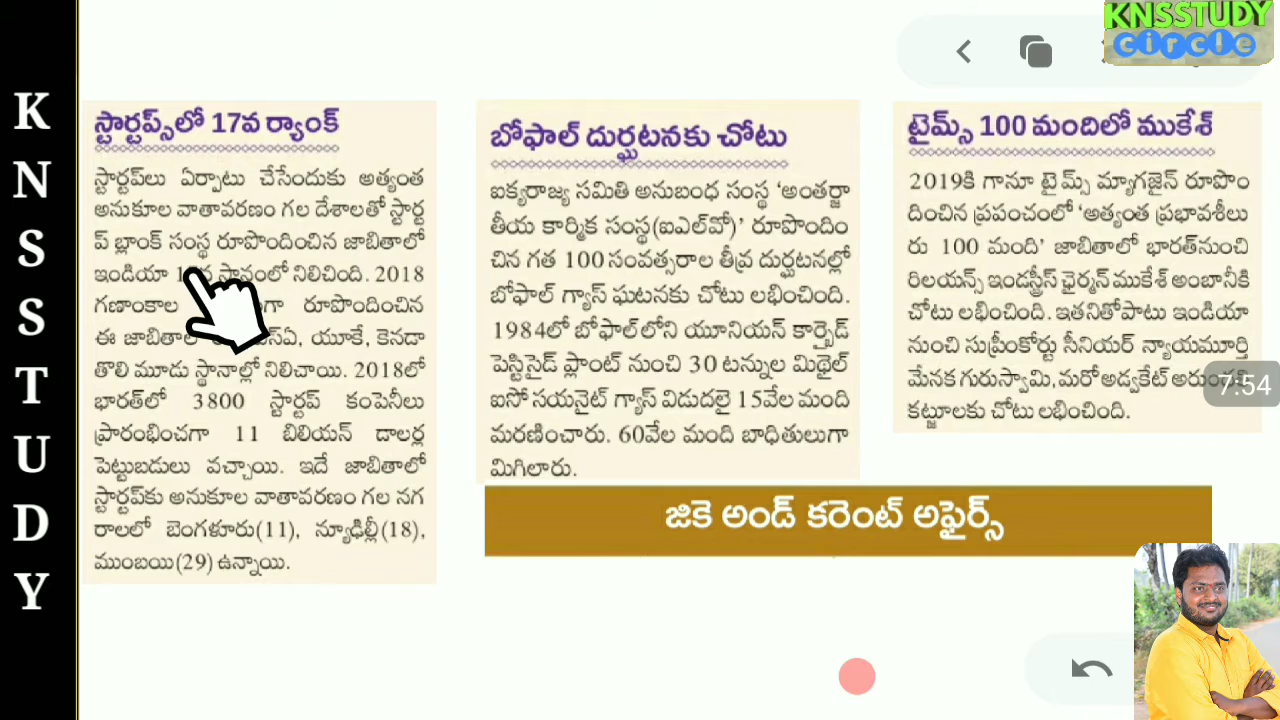 KNSSTUDY
circle
KNSSTUDY
స్టార్టప్స్‌లో 17వ ర్యాంక్
స్టార్టప్‌లు ఏర్పాటు చేసేందుకు అత్యంత
అనుకూల వాతావరణం గల దేశాలతో స్టార్ట
ప్ బ్లాంక్ సంస్థ రూపొందించిన జాబితాలో
ఇండియా స్థానంలో నిలిచింది. 2018
గణాంకాల రూపొందించిన
ఈ జాబితాలో యూకే, కెనడా
తొలి మూడు స్థానాల్లో నిలిచాయి. 2018లో
భారత్‌లో 3800 స్టార్టప్ కంపెనీలు
ప్రారంభించగా 11 బిలియన్ డాలర్ల
పెట్టుబడులు వచ్చాయి. ఇదే జాబితాలో
స్టార్టప్‌కు అనుకూల వాతావరణం గల నగ
రాలలో బెంగళూరు(11), న్యూఢిల్లీ(18),
ముంబయి(29) ఉన్నాయి.
బోఫాల్ దుర్ఘటనకు చోటు
ఐక్యరాజ్య సమితి అనుబంధ సంస్థ 'అంతర్జా
తీయ కార్మిక సంస్థ(ఐఎల్‌వో)' రూపొందిం
చిన గత 100 సంవత్సరాల తీవ్ర దుర్ఘటనల్లో
బోఫాల్ గ్యాస్ ఘటనకు చోటు లభించింది.
1984లో బోఫాల్‌లోని యూనియన్ కార్బైడ్
పెస్టిసైడ్ ప్లాంట్ నుంచి 30 టన్నుల మిథైల్
ఐసో సయనైట్ గ్యాస్ విడుదలై 15వేల మంది
మరణించారు. 60వేల మంది బాధితులుగా
మిగిలారు.
టైమ్స్ 100 మందిలో ముకేశ్
2019కి గానూ టైమ్స్ మ్యాగజైన్ రూపొం
దించిన ప్రపంచంలో 'అత్యంత ప్రభావశీలు
రు 100 మంది' జాబితాలో భారత్‌నుంచి
రిలయన్స్ ఇండస్ట్రీస్ ఛైర్మన్ ముకేశ్ అంబానీకి
చోటు లభించింది. ఇతనితోపాటు ఇండియా
నుంచి సుప్రీంకోర్టు సీనియర్ న్యాయమూర్తి
మేనక గురుస్వామి, మరో అడ్వకేట్
కట్జూలకు చోటు లభించింది.
7:54
జికె అండ్ కరెంట్ అఫైర్స్